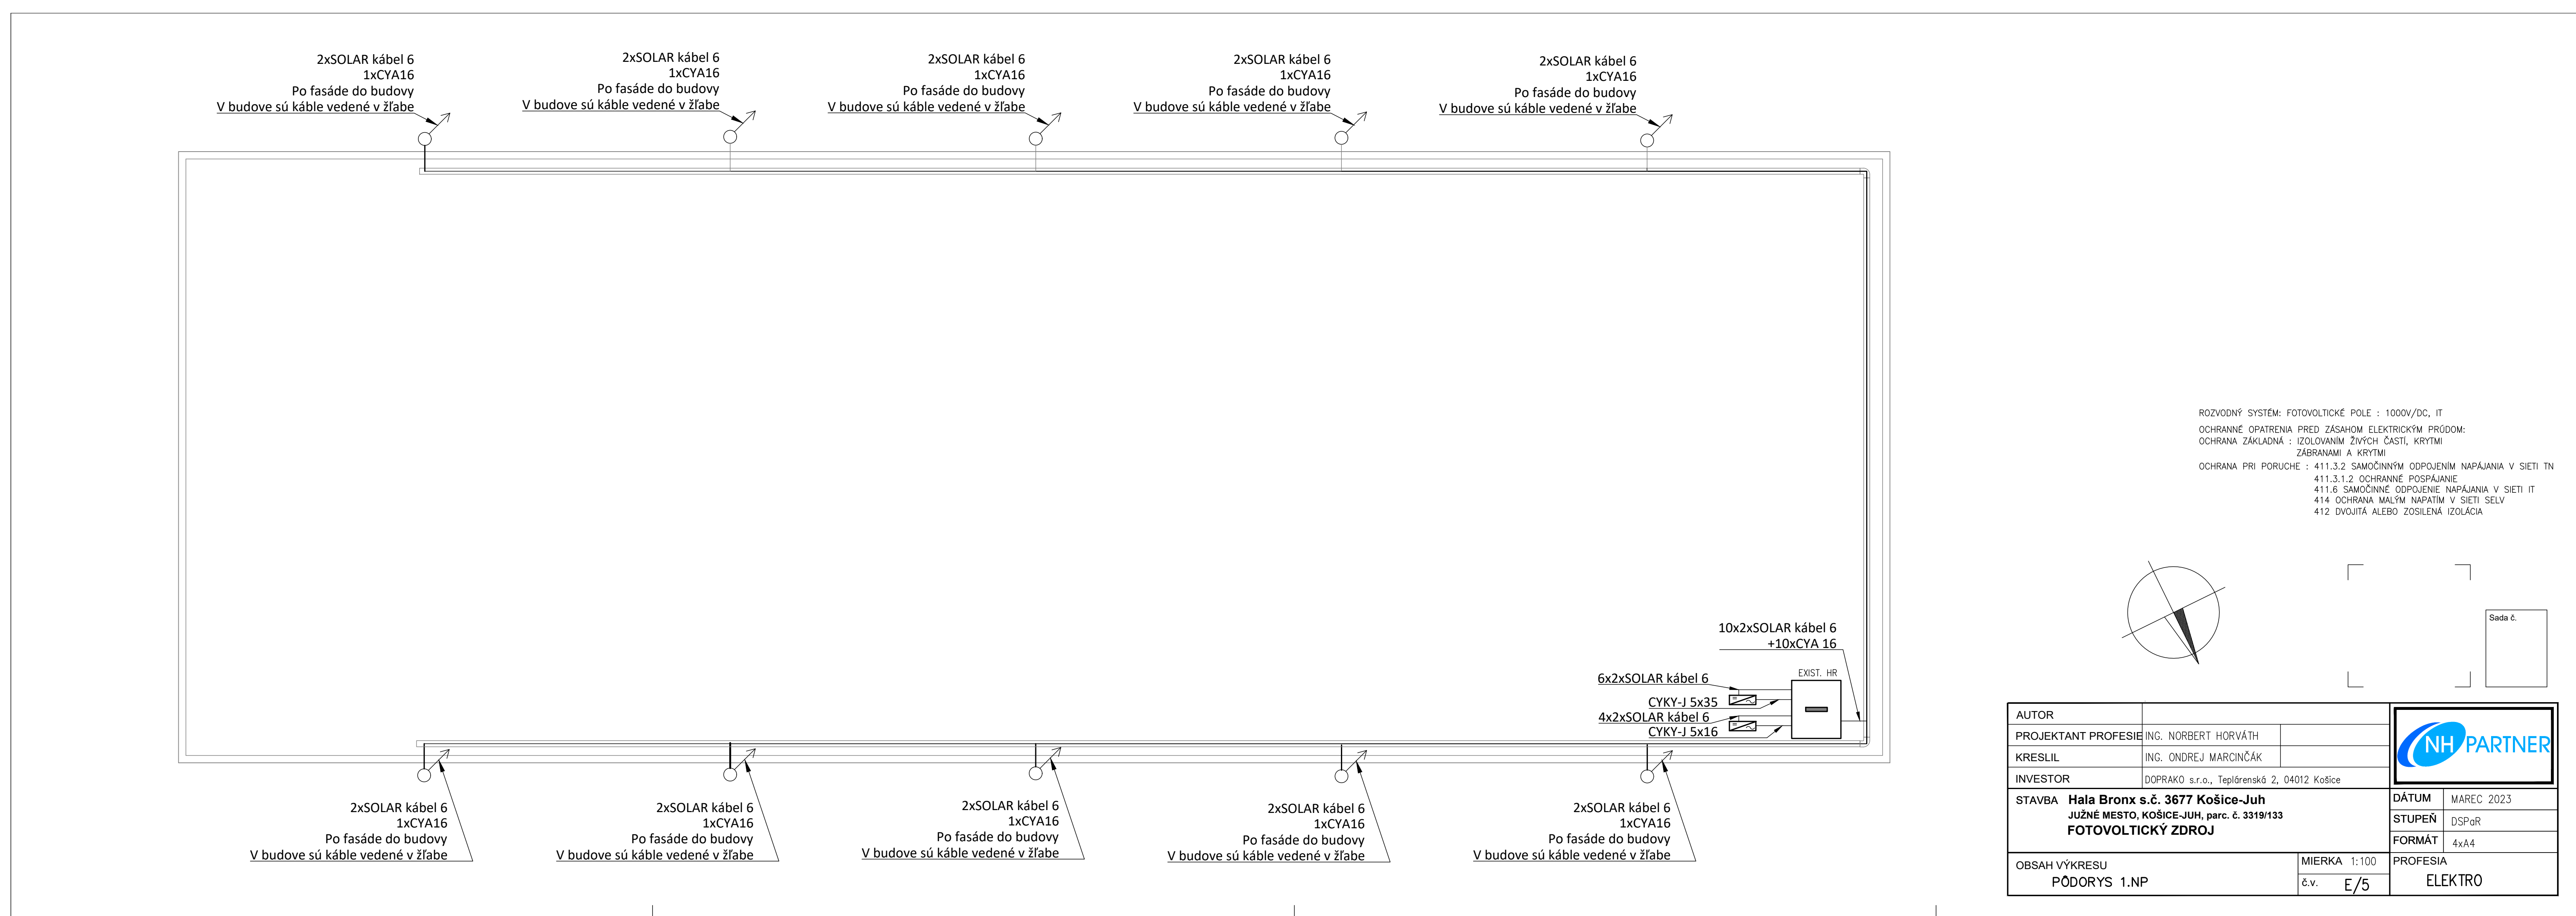 2xSOLAR kábel 6
1xCYA16
Po fasáde do budovy
V budove sú káble vedené v žľabe
2xSOLAR kábel 6
1xCYA16
Po fasáde do budovy
V budove sú káble vedené v žľabe
2xSOLAR kábel 6
1xCYA16
Po fasáde do budovy
V budove sú káble vedené v žľabe
2xSOLAR kábel 6
1xCYA16
Po fasáde do budovy
V budove sú káble vedené v žľabe
2xSOLAR kábel 6
1xCYA16
Po fasáde do budovy
V budove sú káble vedené v žľabe
ROZVODNÝ SYSTÉM: FOTOVOLTICKÉ POLE : 1000V/DC, IT
OCHRANNÉ OPATRENIA PRED ZÁSAHOM ELEKTRICKÝM PRÚDOM:
OCHRANA ZÁKLADNÁ : IZOLOVANÍM ŽIVÝCH ČASTÍ, KRYTMI
ZÁBRANAMI A KRYTMI
OCHRANA PRI PORUCHE : 411.3.2 SAMOČINNÝM ODPOJENÍM NAPÁJANIA V SIETI TN
411.3.1.2 OCHRANNÉ POSPÁJANIE
411.6 SAMOČINNÉ ODPOJENIE NAPÁJANIA V SIETI IT
414 OCHRANA MALÝM NAPATÍM V SIETI SELV
412 DVOJITÁ ALEBO ZOSILENÁ IZOLÁCIA
Sada č.
10x2xSOLAR kábel 6
+10xCYA 16
EXIST. HR
6x2xSOLAR kábel 6
CYKY-J 5x35
4x2xSOLAR kábel 6
CYKY-J 5x16
2xSOLAR kábel 6
1xCYA16
Po fasáde do budovy
V budove sú káble vedené v žľabe
2xSOLAR kábel 6
1xCYA16
Po fasáde do budovy
V budove sú káble vedené v žľabe
2xSOLAR kábel 6
1xCYA16
Po fasáde do budovy
V budove sú káble vedené v žľabe
2xSOLAR kábel 6
1xCYA16
Po fasáde do budovy
V budove sú káble vedené v žľabe
2xSOLAR kábel 6
1xCYA16
Po fasáde do budovy
V budove sú káble vedené v žľabe
AUTOR
PROJEKTANT PROFESIE ING. NORBERT HORVÁTH
KRESLIL ING. ONDREJ MARCINČÁK
INVESTOR DOPRAKO s.r.o., Teplárenská 2, 04012 Košice
NH PARTNER
STAVBA Hala Bronx s.č. 3677 Košice-Juh
JUŽNÉ MESTO, KOŠICE-JUH, parc. č. 3319/133
FOTOVOLTICKÝ ZDROJ
DÁTUM MAREC 2023
STUPEŇ DSPaR
FORMÁT 4xA4
OBSAH VÝKRESU
PÔDORYS 1.NP
MIERKA 1:100
č.v. E/5
PROFESIA
ELEKTRO